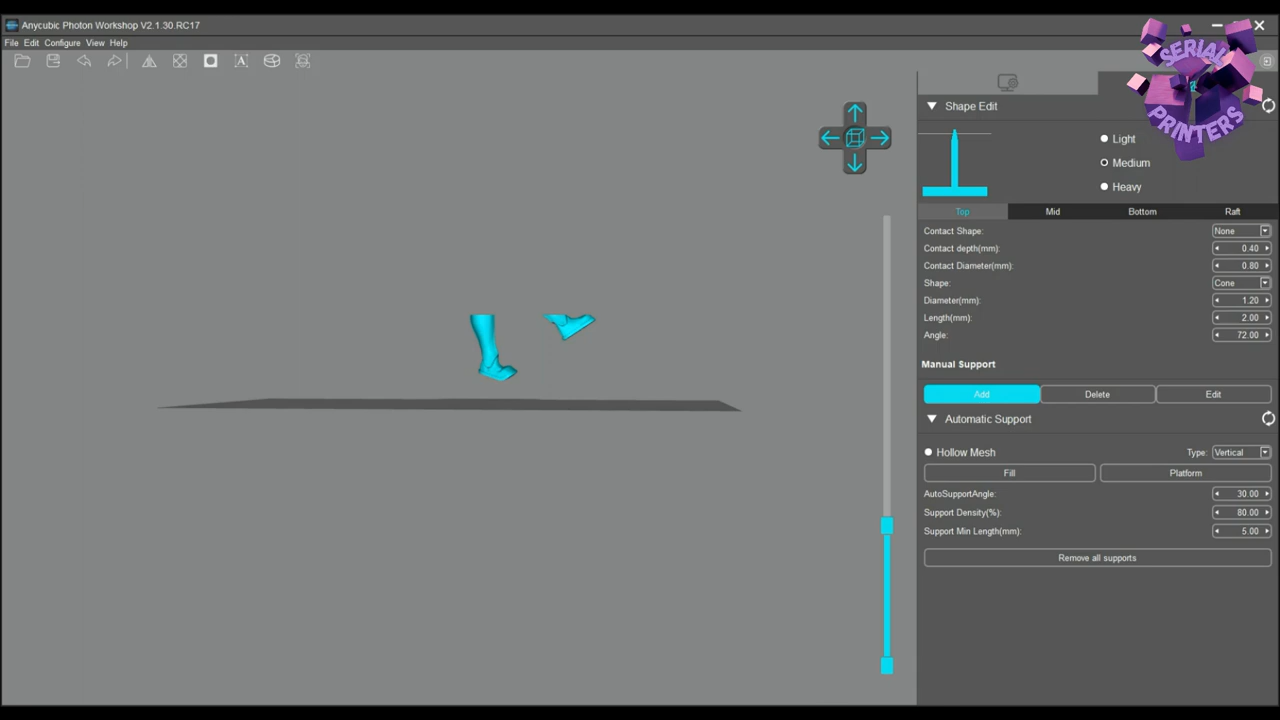 Anycubic Photon Workshop V2.1.30.RC17
File Edit Configure View Help
A
SERIAL
PRINTERS
Shape Edit
Light
Medium
Heavy
Top Mid Bottom Raft
Contact Shape: None
Contact depth(mm): 0.40
Contact Diameter(mm): 0.80
Shape: Cone
Diameter(mm): 1.20
Length(mm): 2.00
Angle: 72.00
Manual Support
Add Delete Edit
Automatic Support
Hollow Mesh Type: Vertical
Fill Platform
AutoSupportAngle: 30.00
Support Density(%): 80.00
Support Min Length(mm): 5.00
Remove all supports